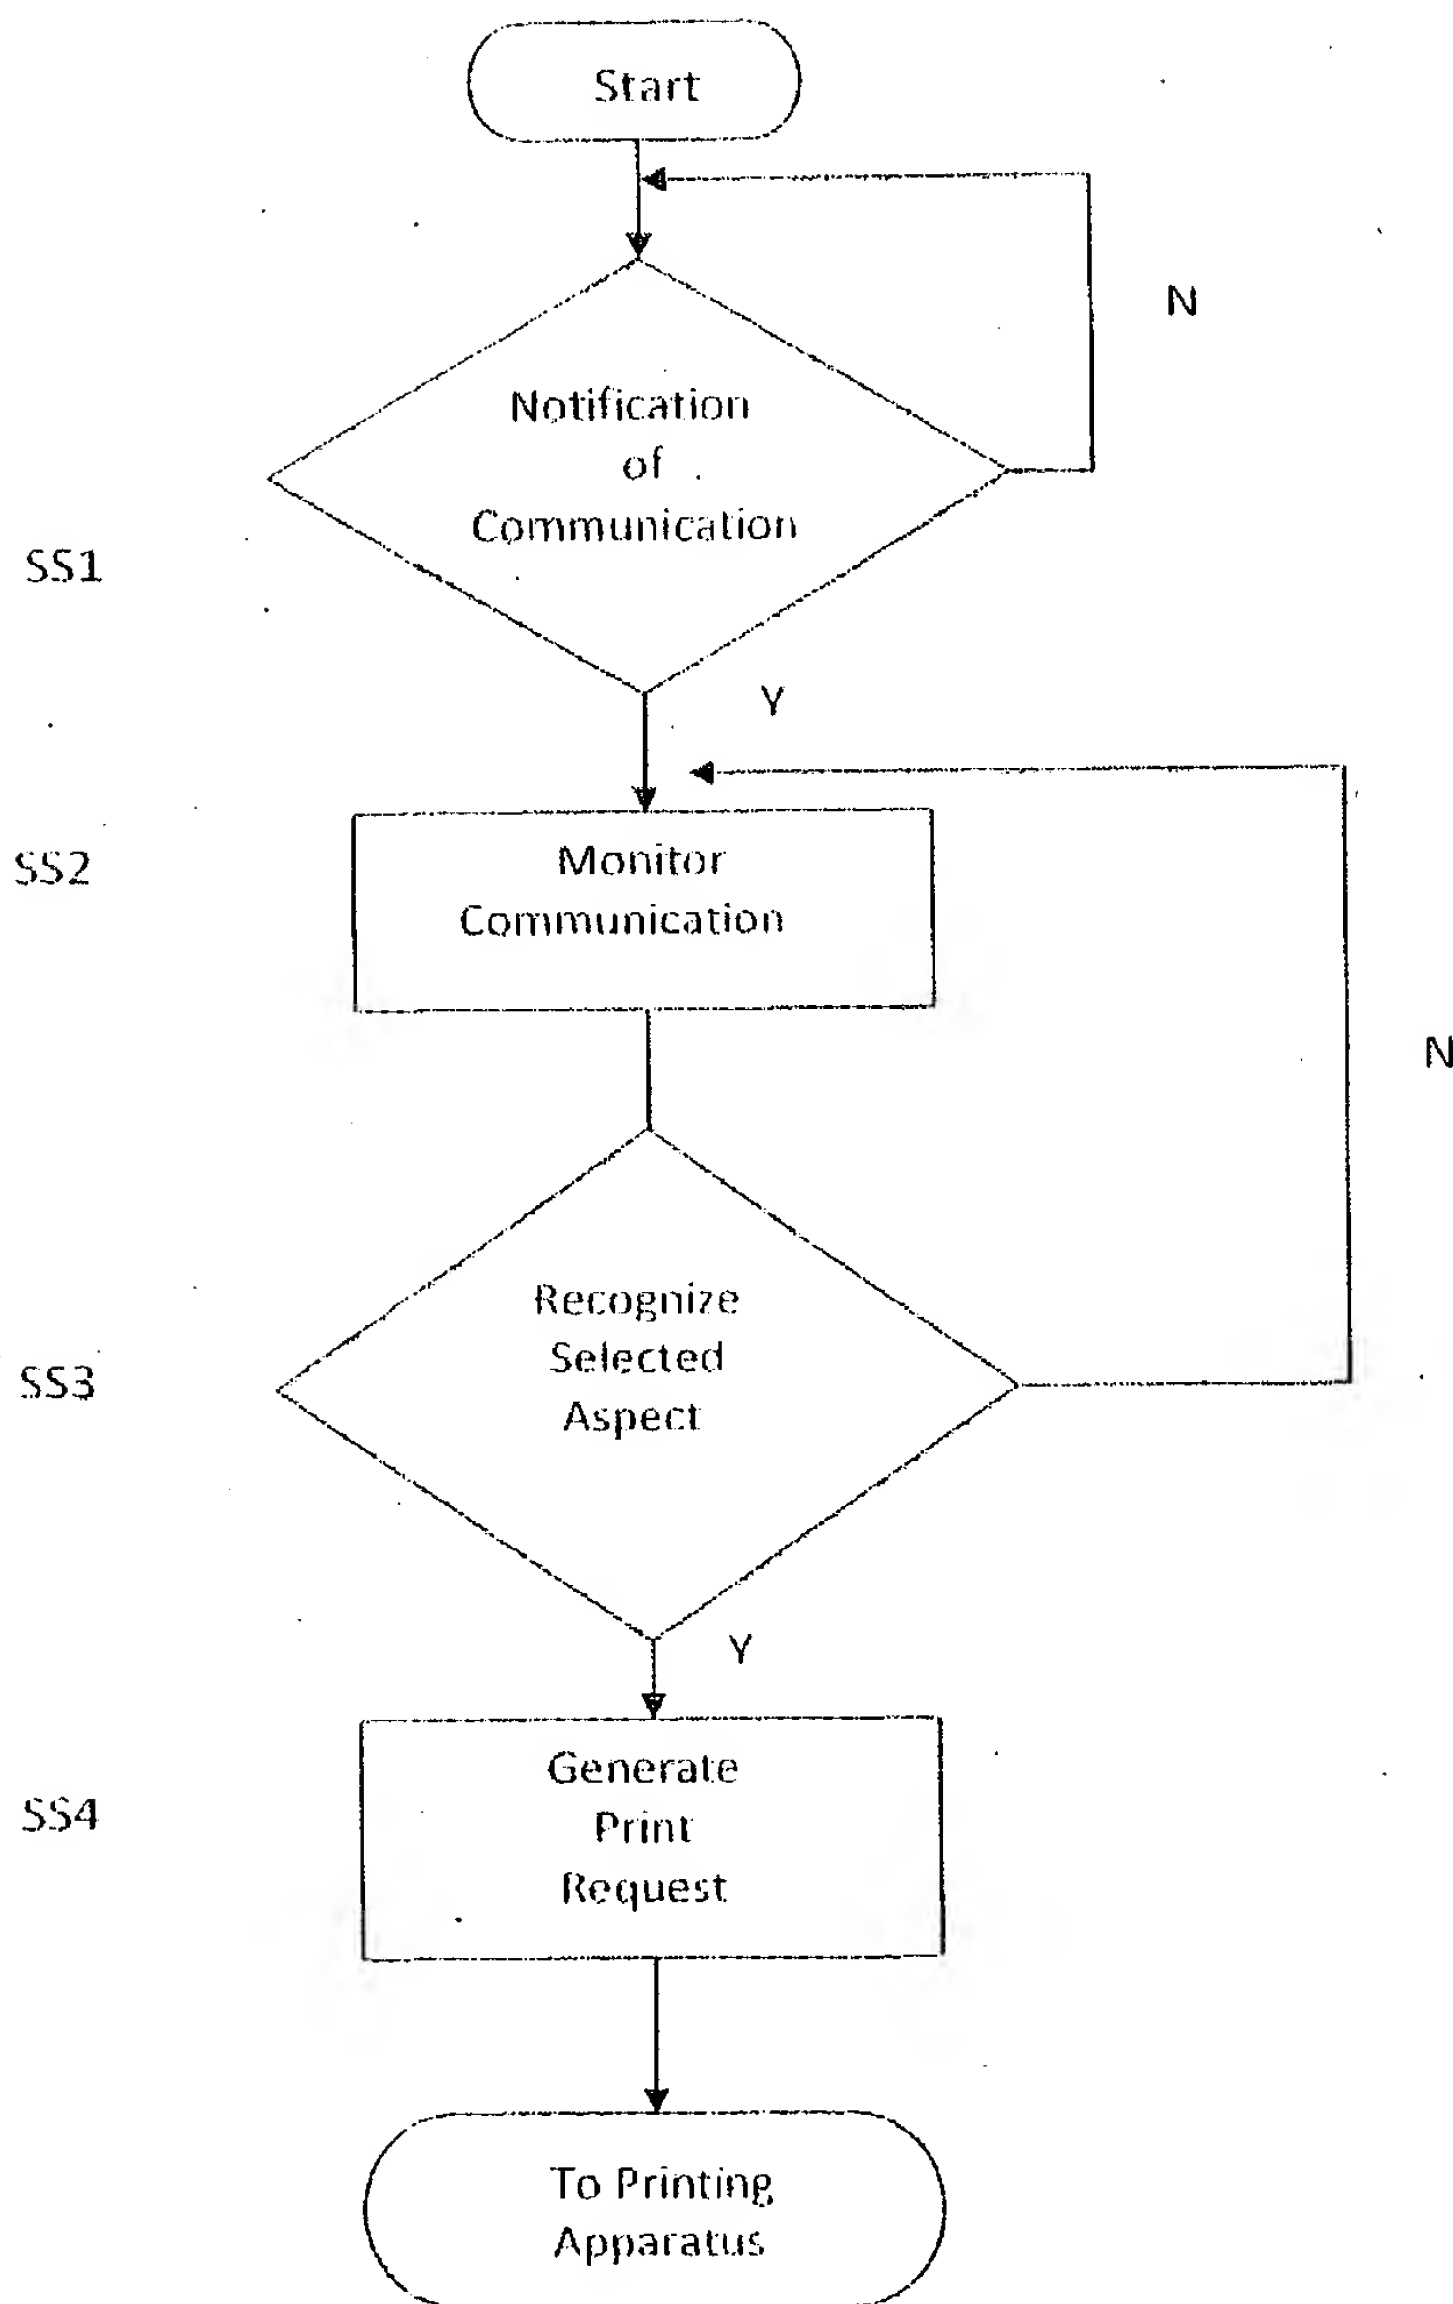 Start
N
Notification
of
Communication
SS1
Y
SS2
Monitor
Communication
N
Recognize
Selected
Aspect
SS3
Y
Generate
Print
Request
SS4
To Printing
Apparatus